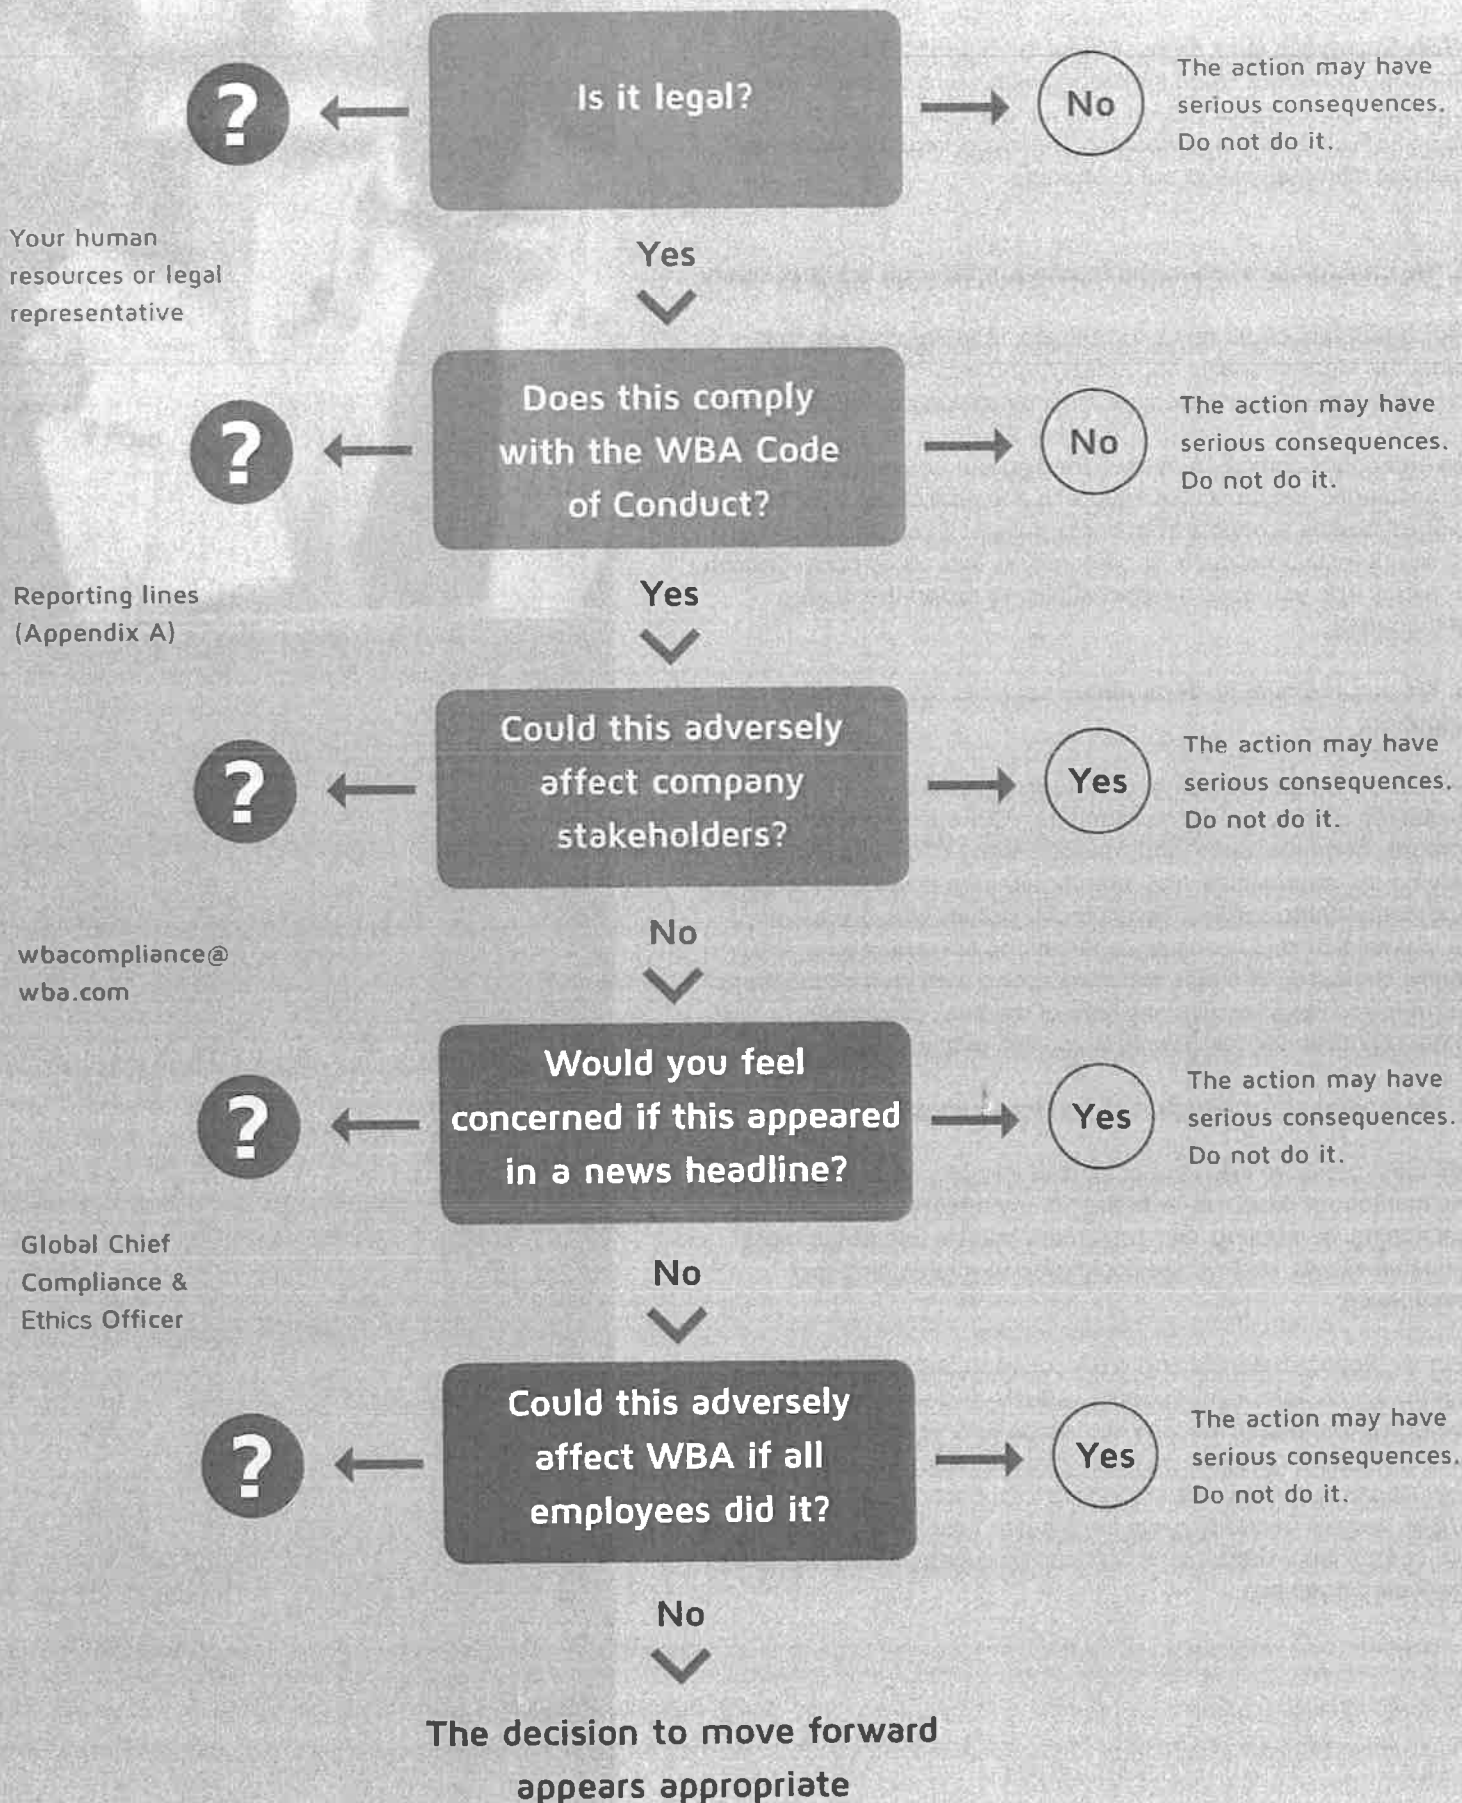 ?
Is it legal?
No
The action may have
serious consequences.
Do not do it.
Your human
resources or legal
representative
Yes
?
Does this comply
with the WBA Code
of Conduct?
No
The action may have
serious consequences.
Do not do it.
Reporting lines
(Appendix A)
Yes
?
Could this adversely
affect company
stakeholders?
Yes
The action may have
serious consequences.
Do not do it.
wbacompliance@
wba.com
No
?
Would you feel
concerned if this appeared
in a news headline?
Yes
The action may have
serious consequences.
Do not do it.
Global Chief
Compliance &
Ethics Officer
No
?
Could this adversely
affect WBA if all
employees did it?
Yes
The action may have
serious consequences.
Do not do it.
No
The decision to move forward
appears appropriate